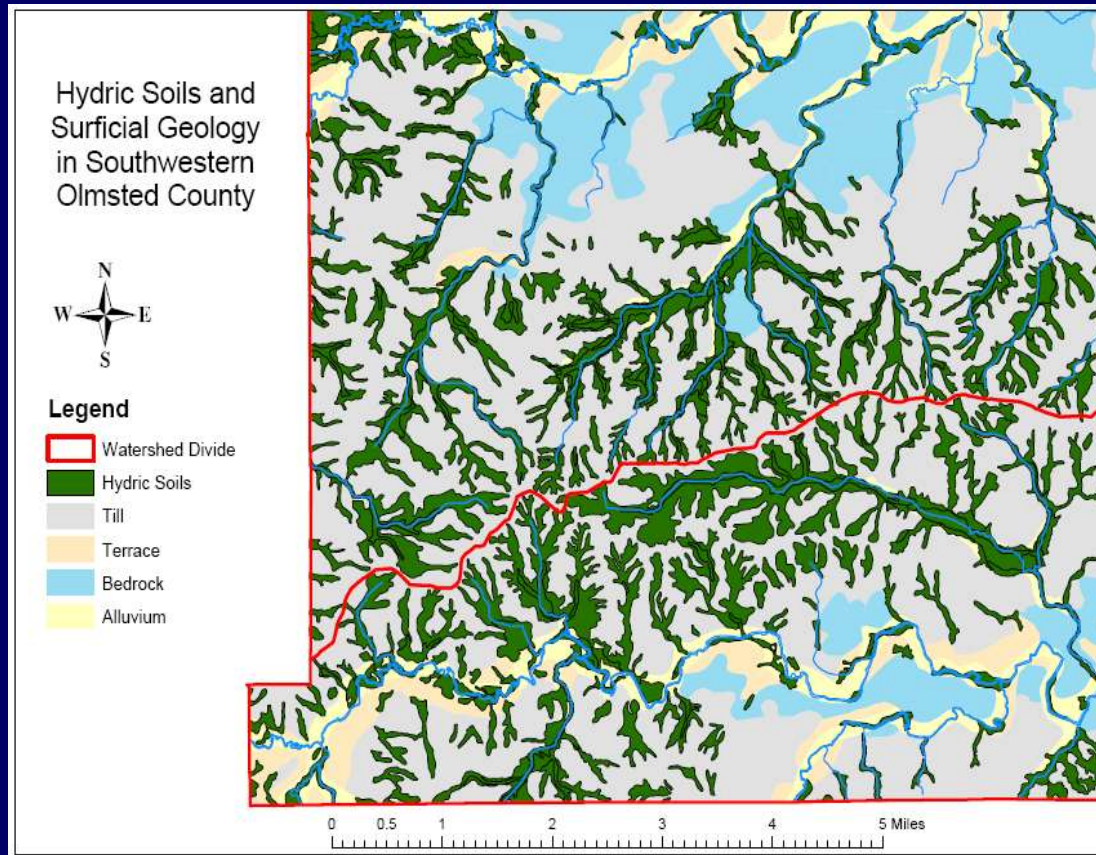 Hydric Soils and
Surficial Geology
in Southwestern
Olmsted County
N
W E
S
Legend
Watershed Divide
Hydric Soils
Till
Terrace
Bedrock
Alluvium
0 0.5 1 2 3 4 5 Miles